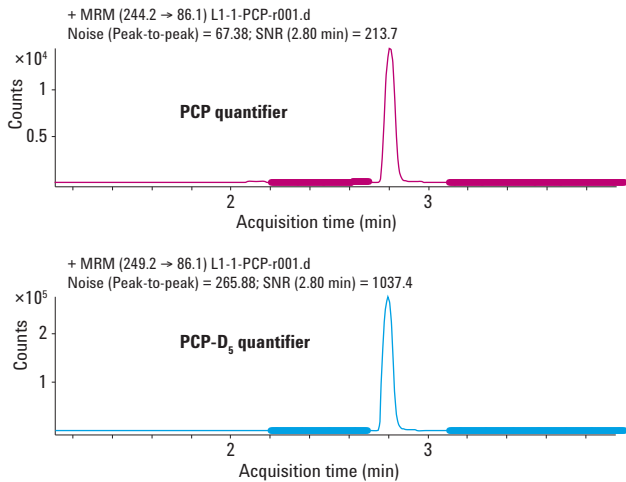 + MRM (244.2 → 86.1) L1-1-PCP-r001.d
Noise (Peak-to-peak) = 67.38; SNR (2.80 min) = 213.7
×10⁴
1
0.5
Counts
PCP quantifier
2 3
Acquisition time (min)
+ MRM (249.2 → 86.1) L1-1-PCP-r001.d
Noise (Peak-to-peak) = 265.88; SNR (2.80 min) = 1037.4
×10⁵
2
1
Counts
PCP-D₅ quantifier
2 3
Acquisition time (min)